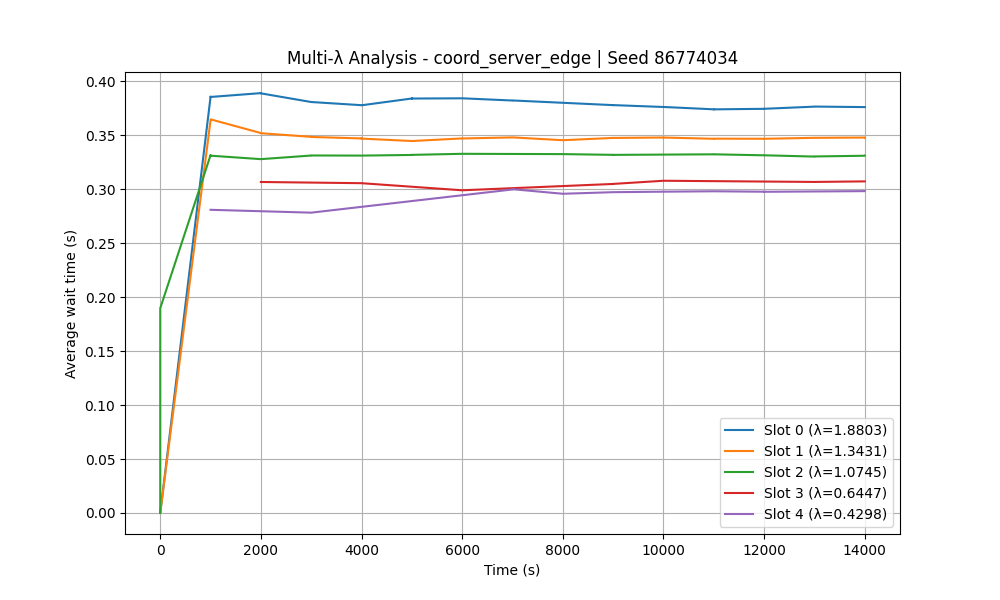 Multi-λ Analysis - coord_server_edge | Seed 86774034
Average wait time (s)
0.40
0.35
0.30
0.25
0.20
0.15
0.10
0.05
0.00
Slot 0 (λ=1.8803)
Slot 1 (λ=1.3431)
Slot 2 (λ=1.0745)
Slot 3 (λ=0.6447)
Slot 4 (λ=0.4298)
0 2000 4000 6000 8000 10000 12000 14000
Time (s)